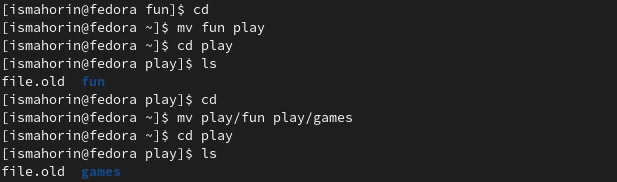 [ismahorin@fedora fun]$ cd
[ismahorin@fedora ~]$ mv fun play
[ismahorin@fedora ~]$ cd play
[ismahorin@fedora play]$ ls
file.old  fun
[ismahorin@fedora play]$ cd
[ismahorin@fedora ~]$ mv play/fun play/games
[ismahorin@fedora ~]$ cd play
[ismahorin@fedora play]$ ls
file.old  games